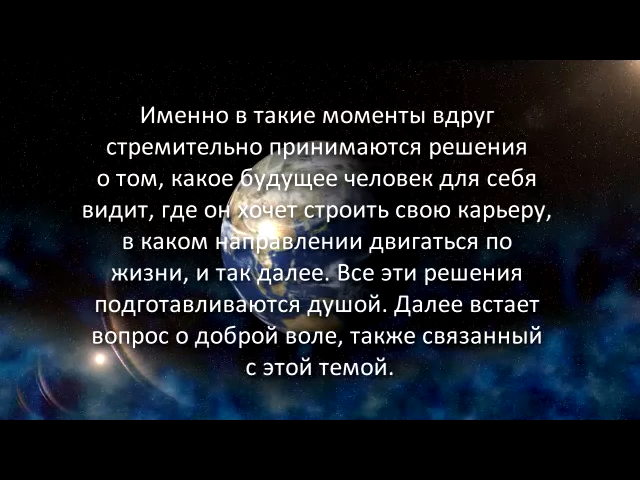 Именно в такие моменты вдруг
стремительно принимаются решения
о том, какое будущее человек для себя
видит, где он хочет строить свою карьеру,
в каком направлении двигаться по
жизни, и так далее. Все эти решения
подготавливаются душой. Далее встает
вопрос о доброй воле, также связанный
с этой темой.